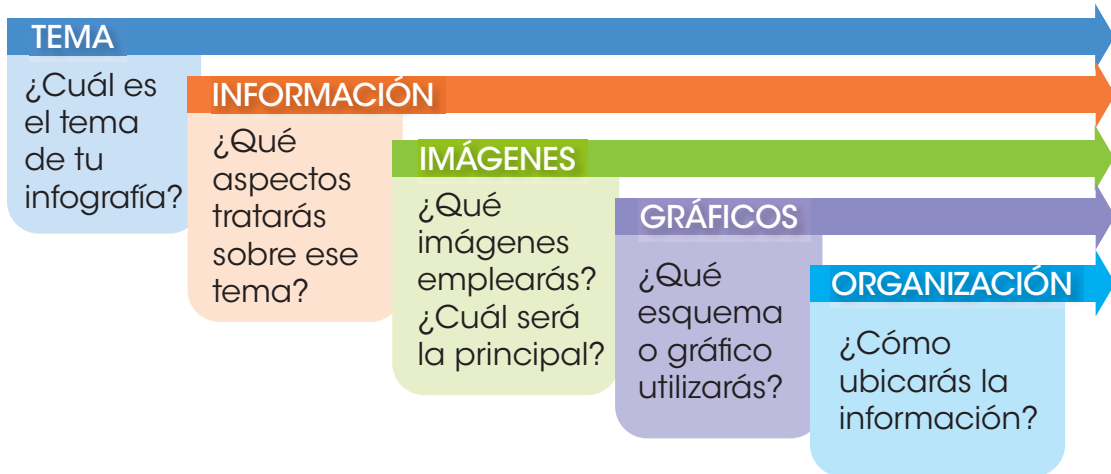 TEMA
¿Cuál es
el tema
de tu
infografía?
INFORMACIÓN
¿Qué
aspectos
tratarás
sobre ese
tema?
IMÁGENES
¿Qué
imágenes
emplearás?
¿Cuál será
la principal?
GRÁFICOS
¿Qué
esquema
o gráfico
utilizarás?
ORGANIZACIÓN
¿Cómo
ubicarás la
información?